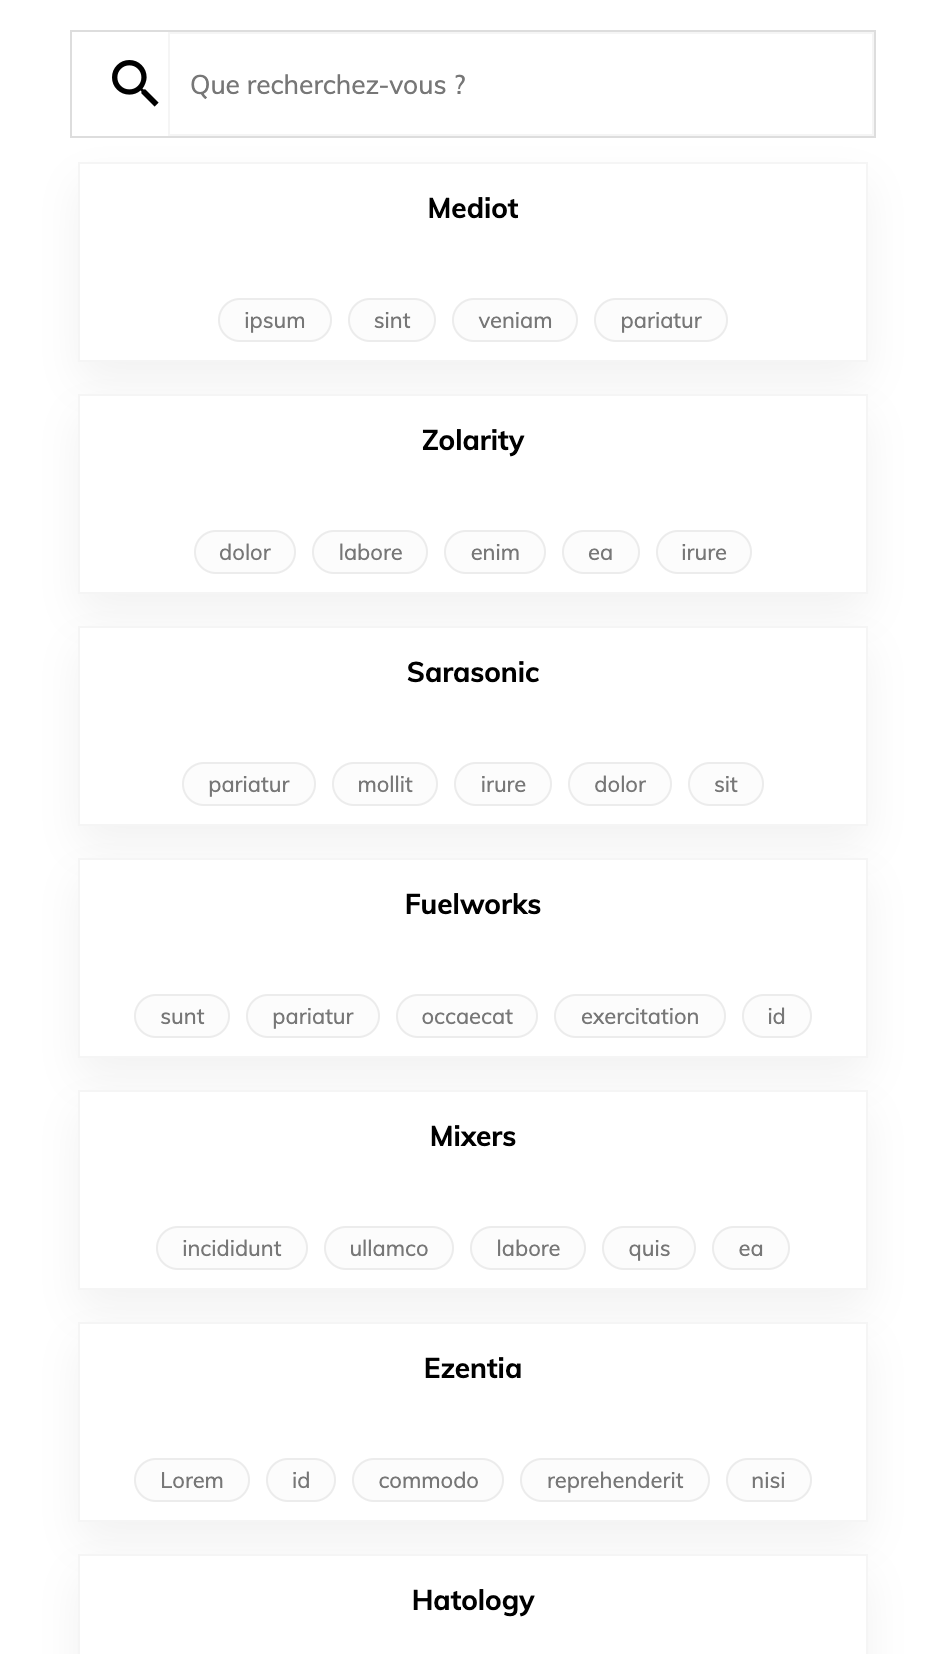 Que recherchez-vous ?
Mediot
ipsum sint veniam pariatur
Zolarity
dolor labore enim ea irure
Sarasonic
pariatur mollit irure dolor sit
Fuelworks
sunt pariatur occaecat exercitation id
Mixers
incididunt ullamco labore quis ea
Ezentia
Lorem id commodo reprehenderit nisi
Hatology